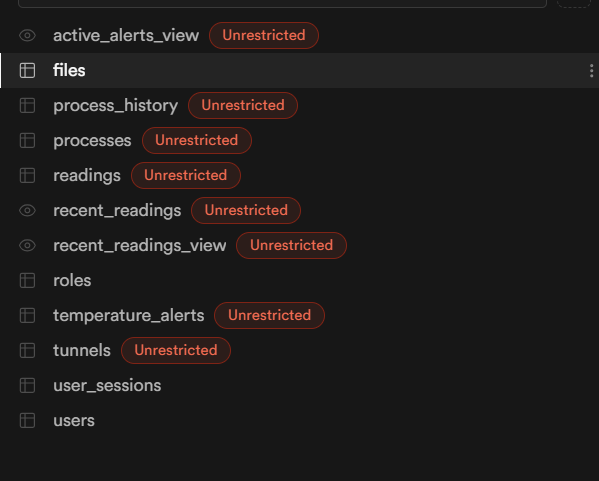 active_alerts_view Unrestricted
files
process_history Unrestricted
processes Unrestricted
readings Unrestricted
recent_readings Unrestricted
recent_readings_view Unrestricted
roles
temperature_alerts Unrestricted
tunnels Unrestricted
user_sessions
users